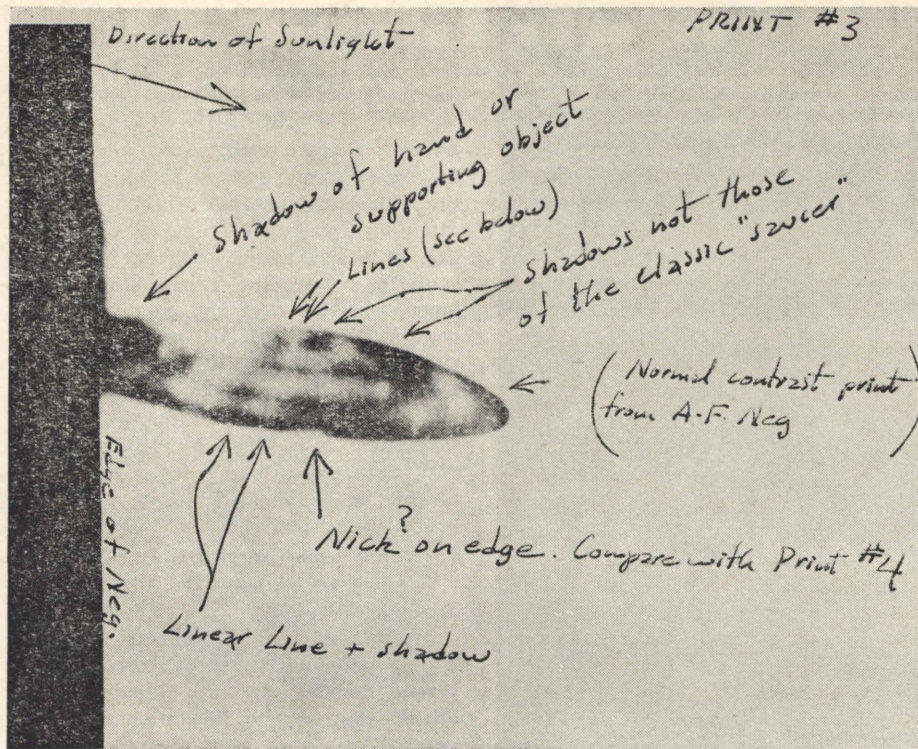 PRINT #3
Direction of Sunlight
Shadow of hand or
supporting object
Lines (see below)
Shadows not those
of the classic "saucer"
(Normal contrast print
from A.F. Neg)
Edge of Neg.
?
Nick on edge. Compare with Print #4
Linear Line + shadow